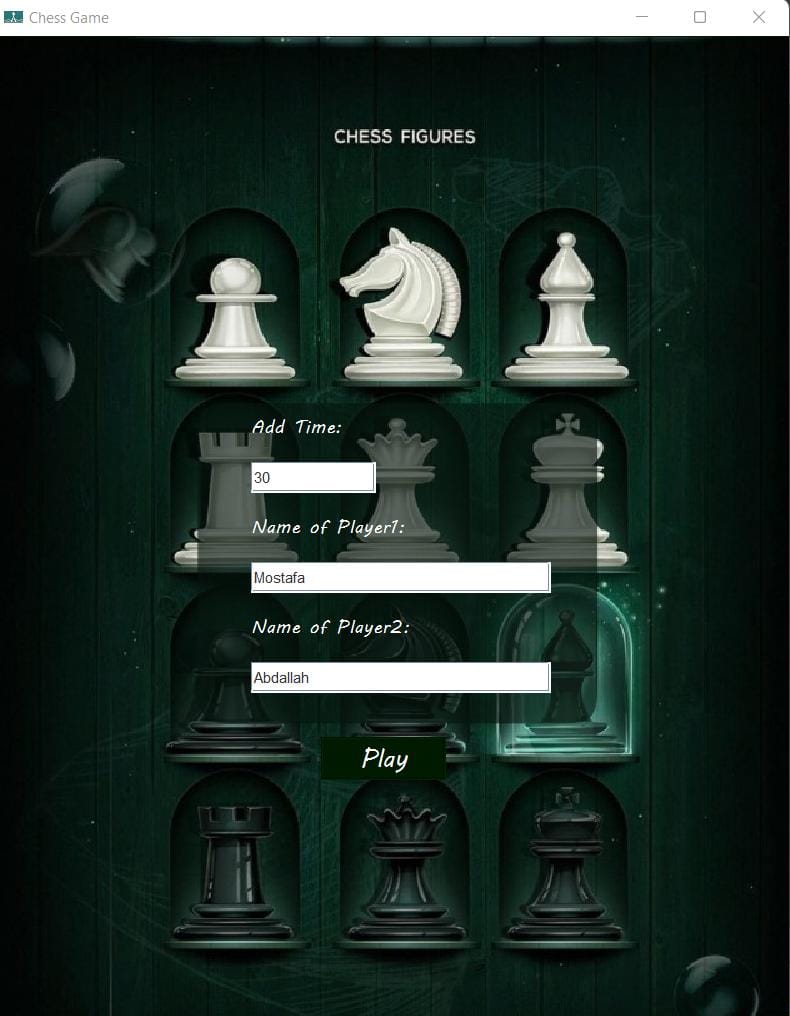 Chess Game
CHESS FIGURES
Add Time:
30
Name of Player1:
Mostafa
Name of Player2:
Abdallah
Play